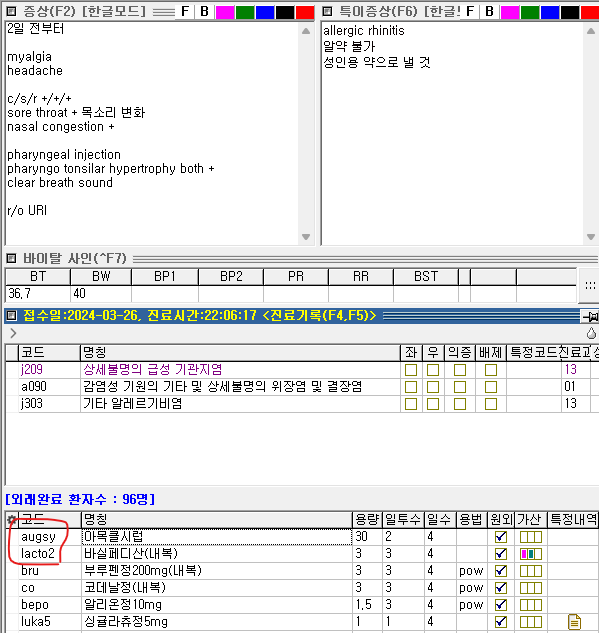 증상(F2) [한글모드] F B
2일 전부터
myalgia
headache
c/s/r +/+/+
sore throat + 목소리 변화
nasal congestion +
pharyngeal injection
pharyngo tonsilar hypertrophy both +
clear breath sound
r/o URI
특이증상(F6) [한글모 F B
allergic rhinitis
알약 불가
성인용 약으로 낼 것
바이탈 사인(^F7)
BT BW BP1 BP2 PR RR BST
36.7 40
접수일:2024-03-26, 진료시간:22:06:17 <진료기록(F4,F5)>
코드 명칭 좌 우 의증 배제 특정코드 진료과 상
j209 상세불명의 급성 기관지염 13
a090 감염성 기원의 기타 및 상세불명의 위장염 및 결장염 01
j303 기타 알레르기비염 13
[외래완료 환자수 : 96명]
코드 명칭 용량 일투수 일수 용법 원외 가산 특정내역
augsy 아목클시럽 30 2 4
lacto2 바실페디산(내복) 3 3 4
bru 부루펜정200mg(내복) 3 3 4 pow
co 코데날정(내복) 3 3 4 pow
bepo 알리온정10mg 1.5 3 4 pow
luka5 싱귤라츄정5mg 1 1 4